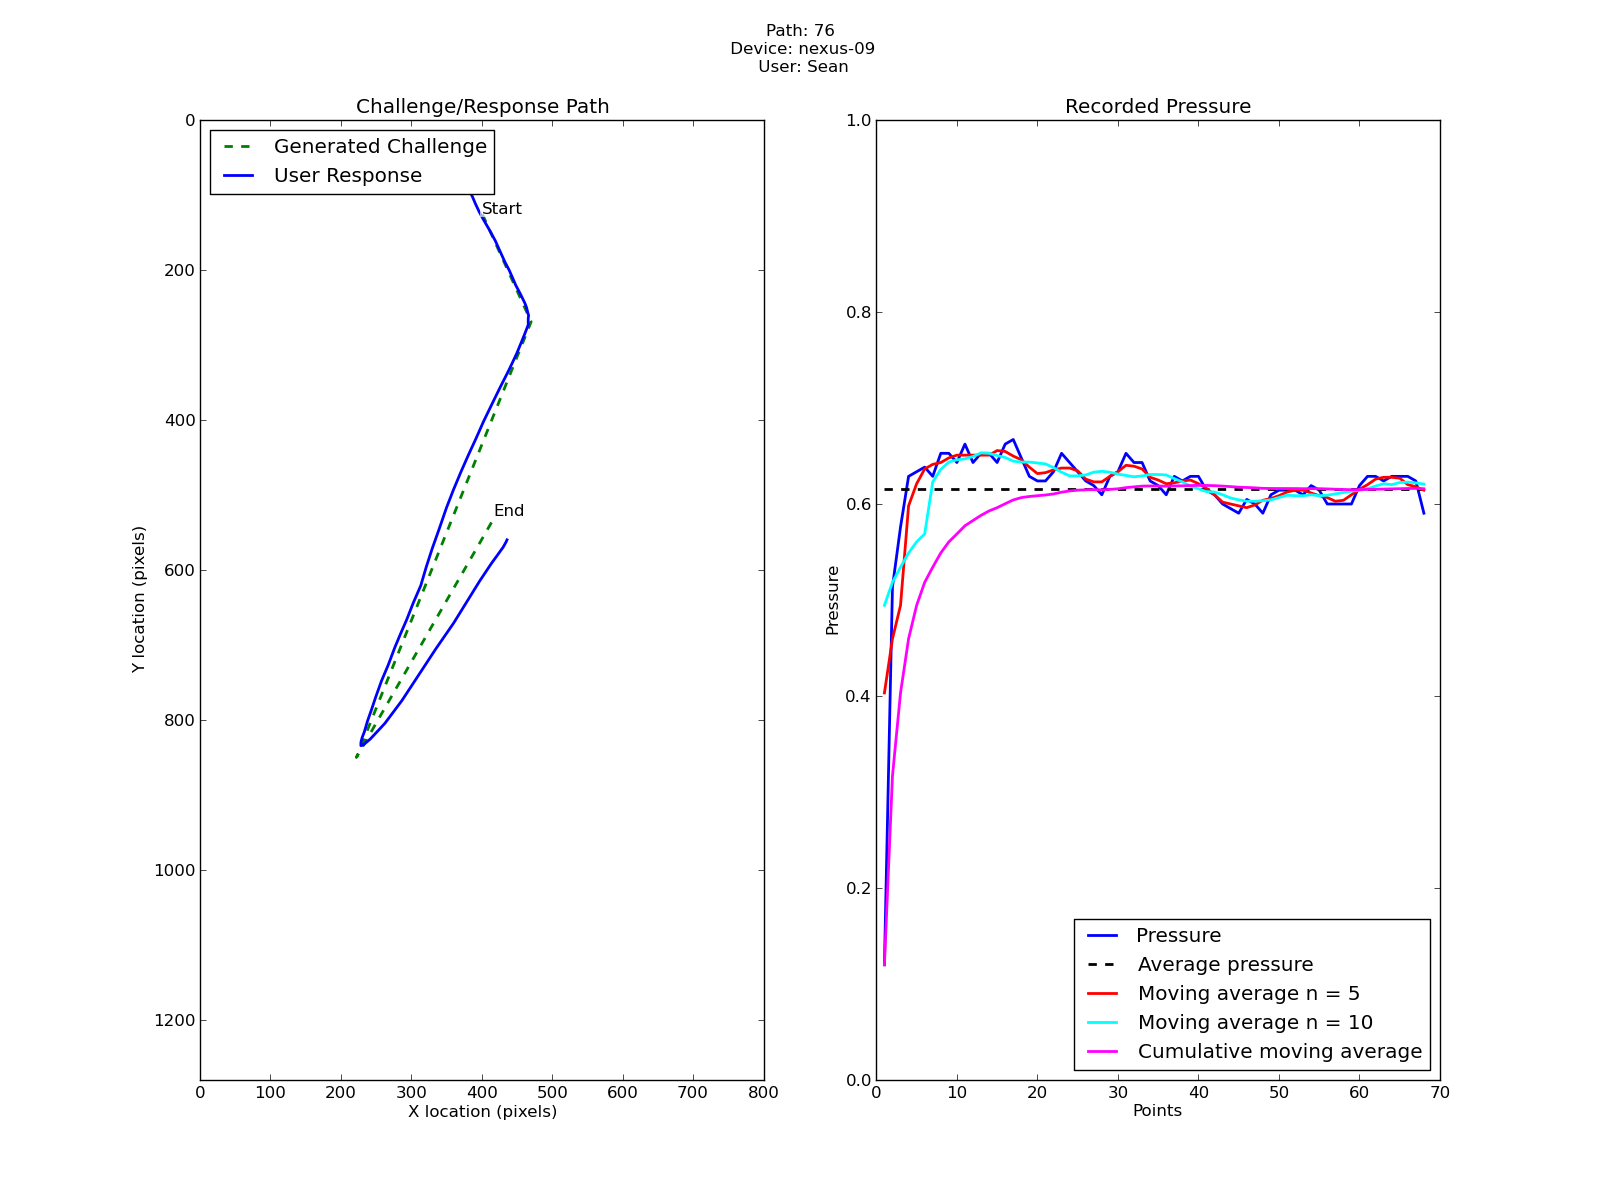 Path: 76
Device: nexus-09
User: Sean
Challenge/Response Path
Generated Challenge
User Response
Start
End
0
200
400
600
800
1000
1200
Y location (pixels)
0 100 200 300 400 500 600 700 800
X location (pixels)
Recorded Pressure
1.0
0.8
0.6
0.4
0.2
0.0
Pressure
Pressure
Average pressure
Moving average n = 5
Moving average n = 10
Cumulative moving average
0 10 20 30 40 50 60 70
Points